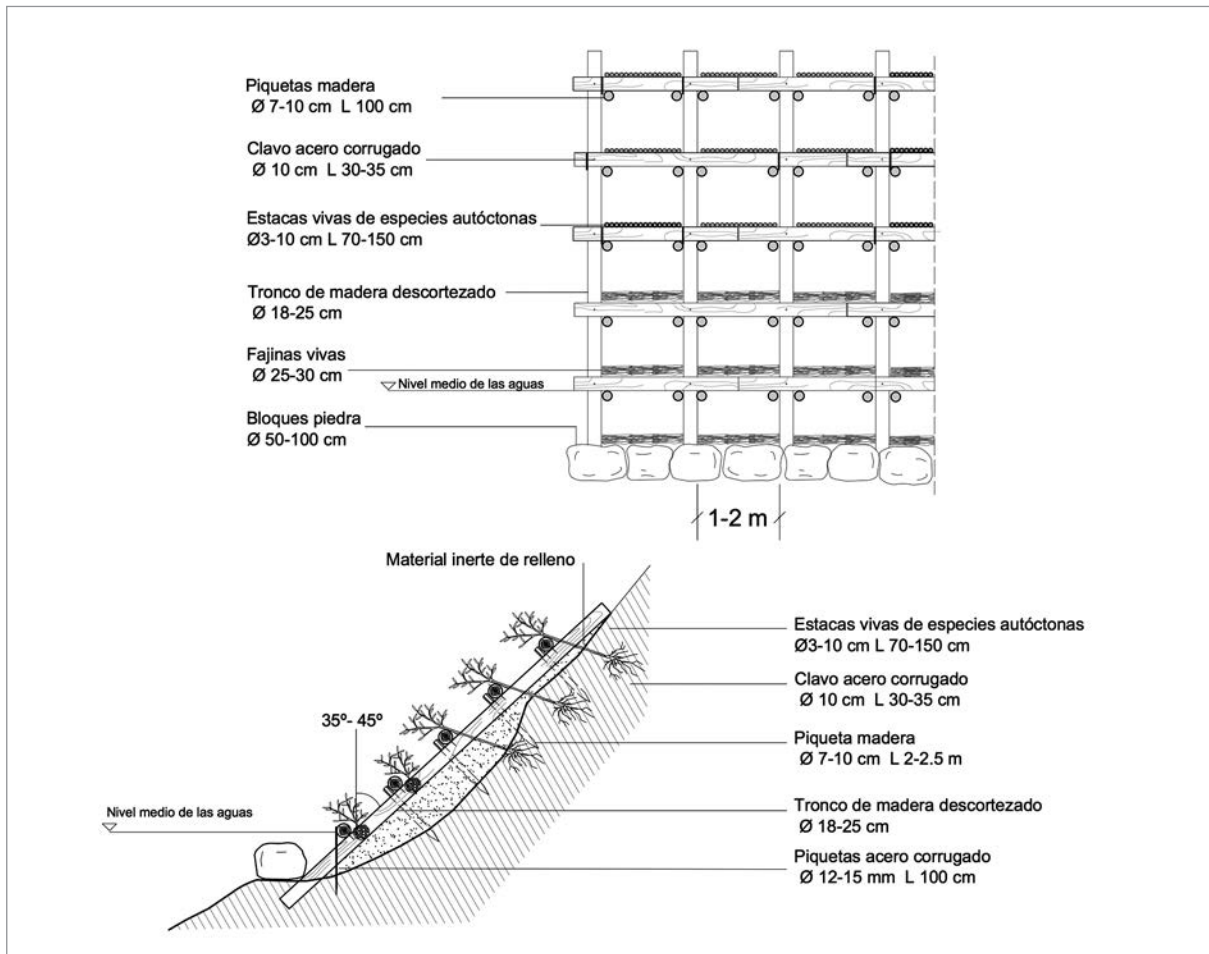 Piquetas madera
Ø 7-10 cm L 100 cm
Clavo acero corrugado
Ø 10 cm L 30-35 cm
Estacas vivas de especies autóctonas
Ø3-10 cm L 70-150 cm
Tronco de madera descortezado
Ø 18-25 cm
Fajinas vivas
Ø 25-30 cm
Nivel medio de las aguas
Bloques piedra
Ø 50-100 cm
1-2 m
Material inerte de relleno
Estacas vivas de especies autóctonas
Ø3-10 cm L 70-150 cm
Clavo acero corrugado
Ø 10 cm L 30-35 cm
35º- 45º
Piqueta madera
Ø 7-10 cm L 2-2.5 m
Nivel medio de las aguas
Tronco de madera descortezado
Ø 18-25 cm
Piquetas acero corrugado
Ø 12-15 mm L 100 cm